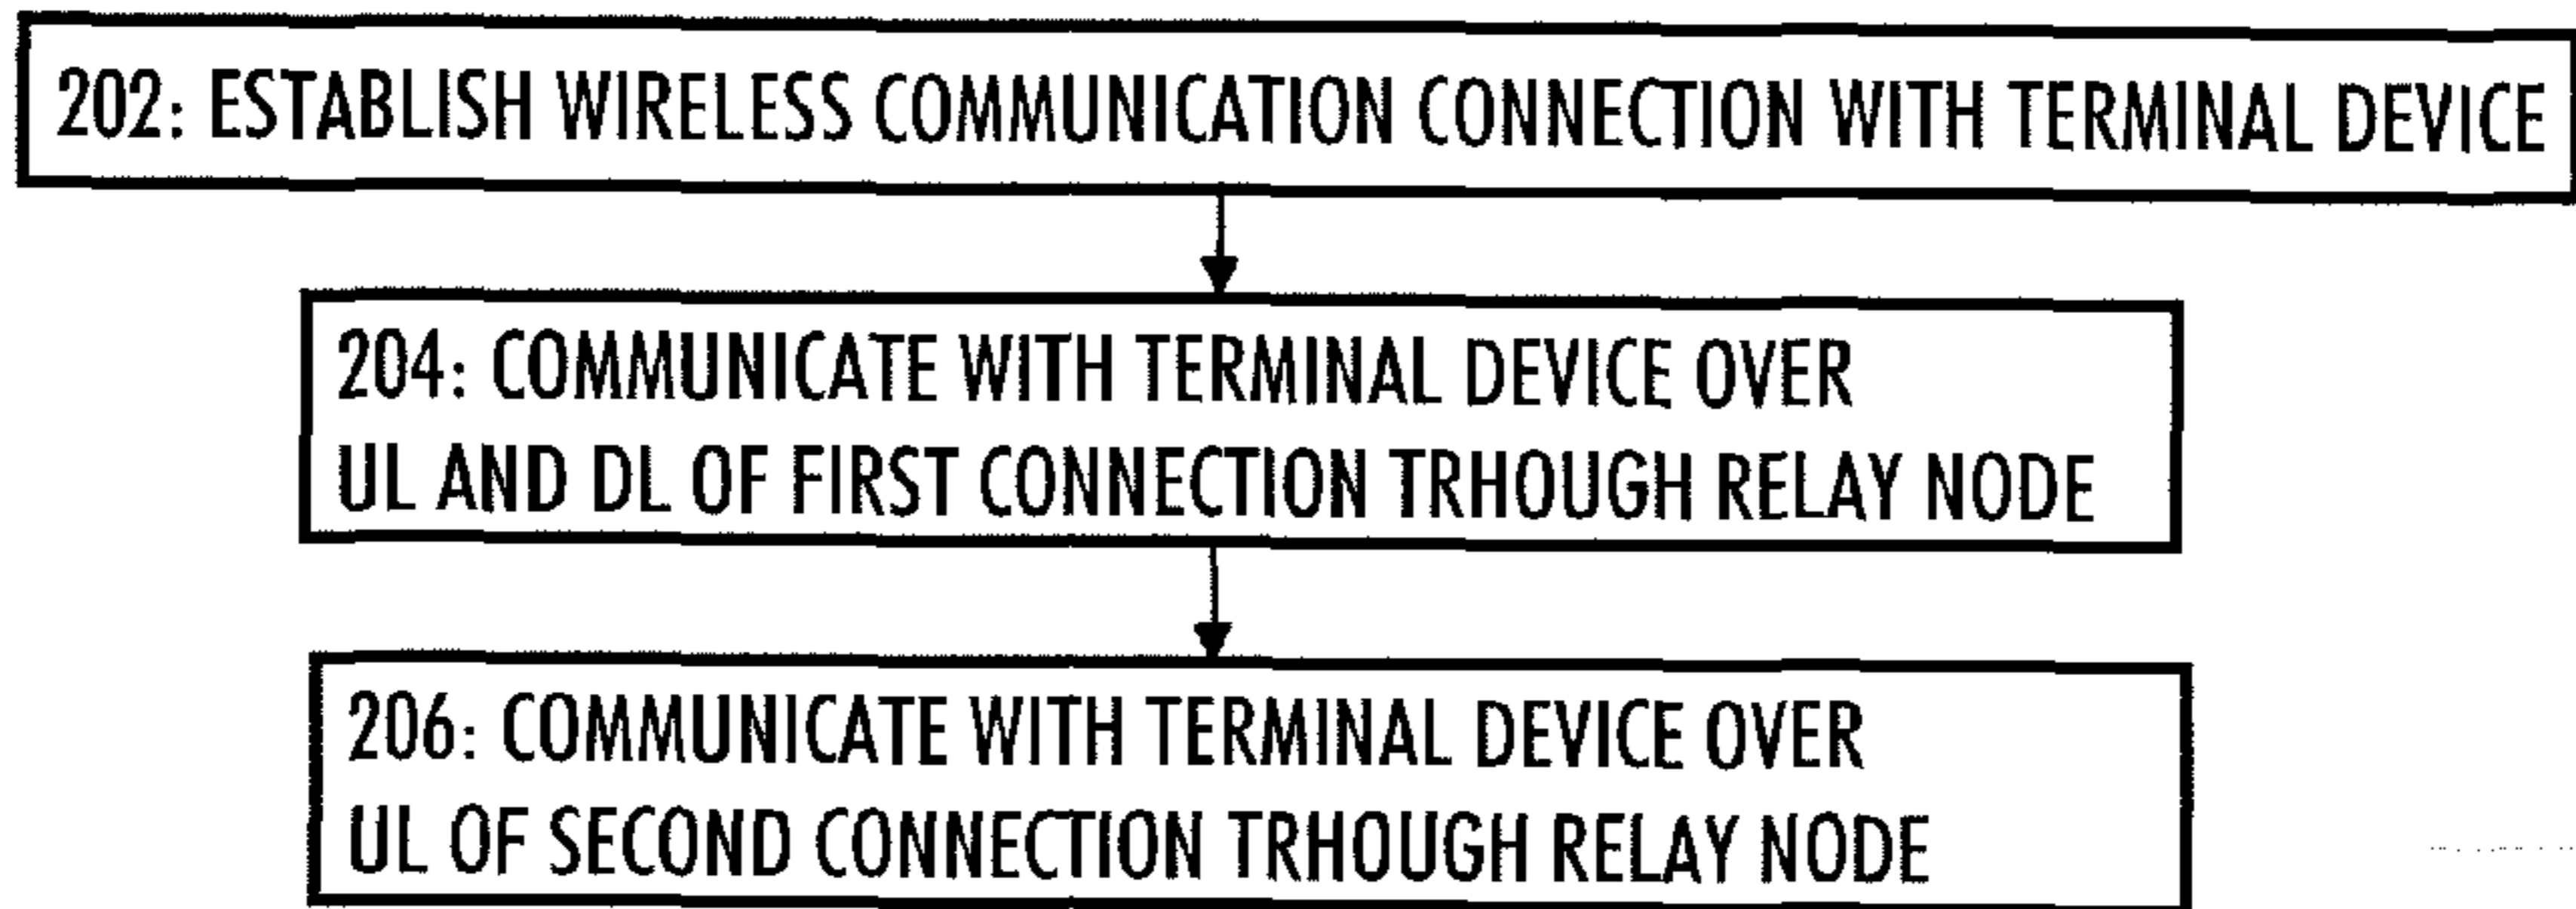 202: ESTABLISH WIRELESS COMMUNICATION CONNECTION WITH TERMINAL DEVICE
204: COMMUNICATE WITH TERMINAL DEVICE OVER
UL AND DL OF FIRST CONNECTION TRHOUGH RELAY NODE
206: COMMUNICATE WITH TERMINAL DEVICE OVER
UL OF SECOND CONNECTION TRHOUGH RELAY NODE